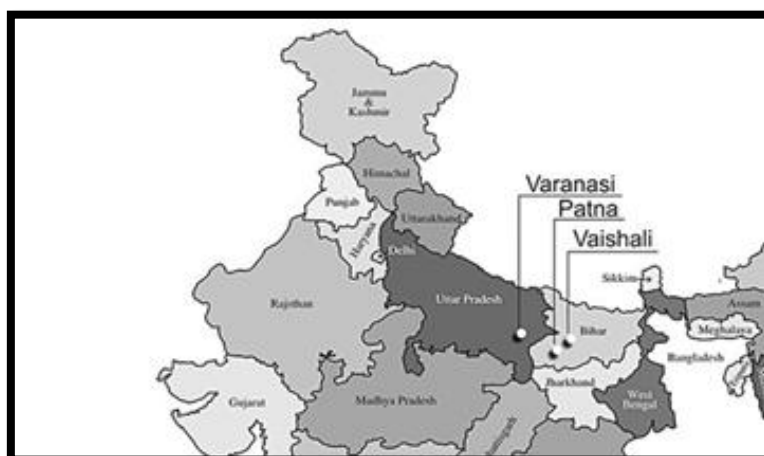 Jammu
&
Kashmir
Himachal
Punjab
Uttarakhand
Haryana
Delhi
Varanasi
Patna
Vaishali
Sikkim
Assam
Rajsthan
Uttar Pradesh
Bihar
Meghalaya
Bangladesh
Jharkhand
West
Bengal
Gujarat
Madhya Pradesh